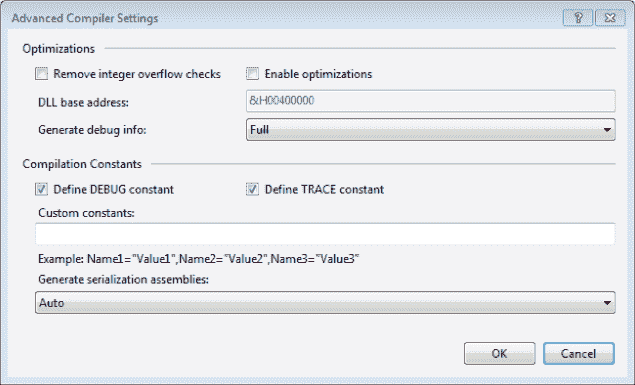 Advanced Compiler Settings
Optimizations
Remove integer overflow checks
Enable optimizations
DLL base address:
&H00400000
Generate debug info:
Full
Compilation Constants
Define DEBUG constant
Define TRACE constant
Custom constants:
Example: Name1="Value1",Name2="Value2",Name3="Value3"
Generate serialization assemblies:
Auto
OK
Cancel